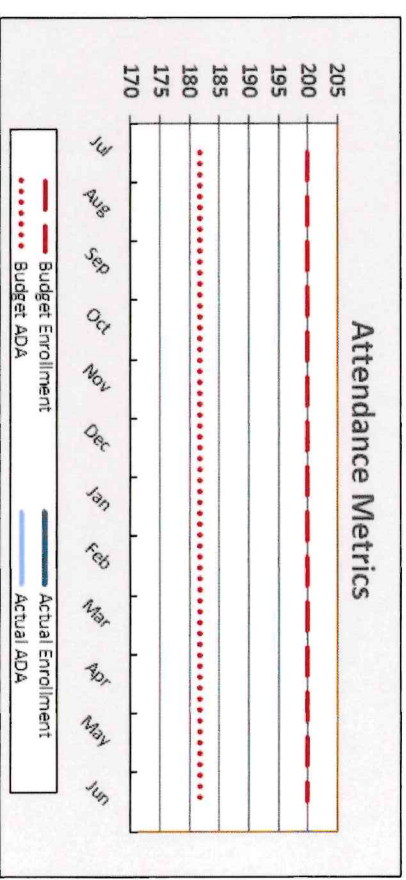 Attendance Metrics
205
200
195
190
185
180
175
170
Jul
Aug
Sep
Oct
Nov
Dec
Jan
Feb
Mar
Apr
May
Jun
Budget Enrollment
Actual Enrollment
Budget ADA
Actual ADA